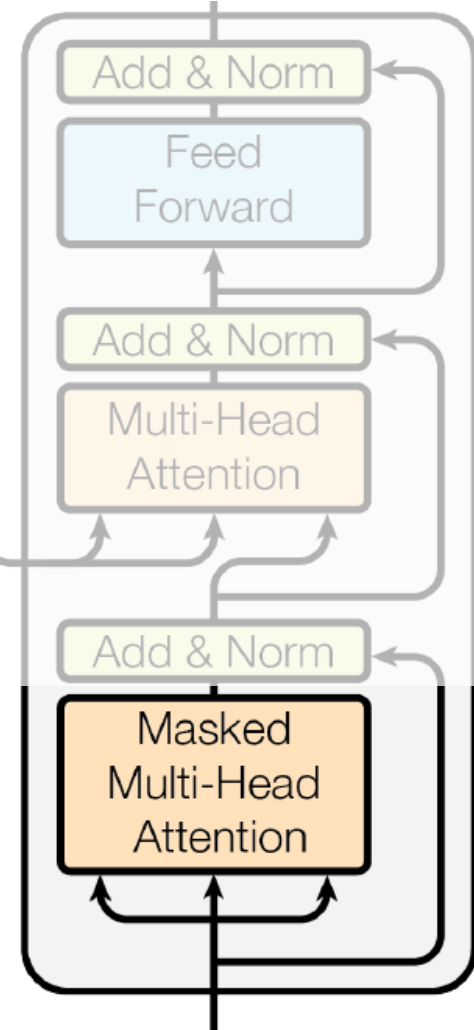 Add & Norm
Feed
Forward
Add & Norm
Multi-Head
Attention
Add & Norm
Masked
Multi-Head
Attention